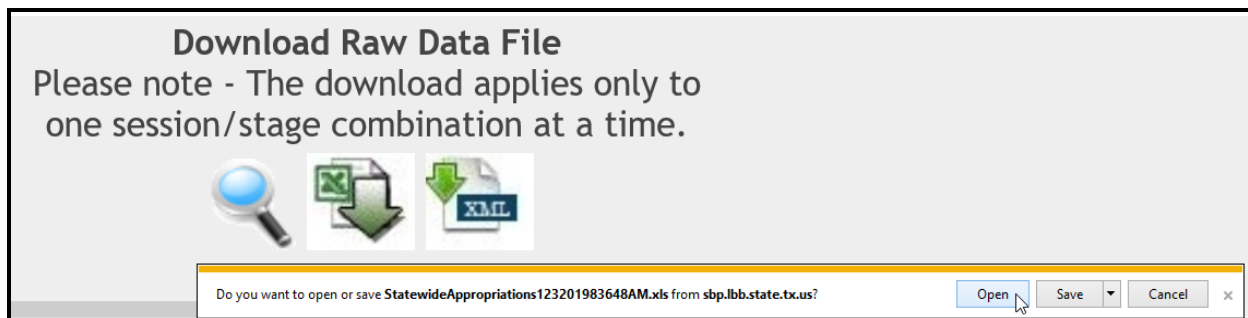 Download Raw Data File
Please note - The download applies only to
one session/stage combination at a time.
XML
Do you want to open or save StatewideAppropriations123201983648AM.xls from sbp.lbb.state.tx.us?
Open
Save
Cancel